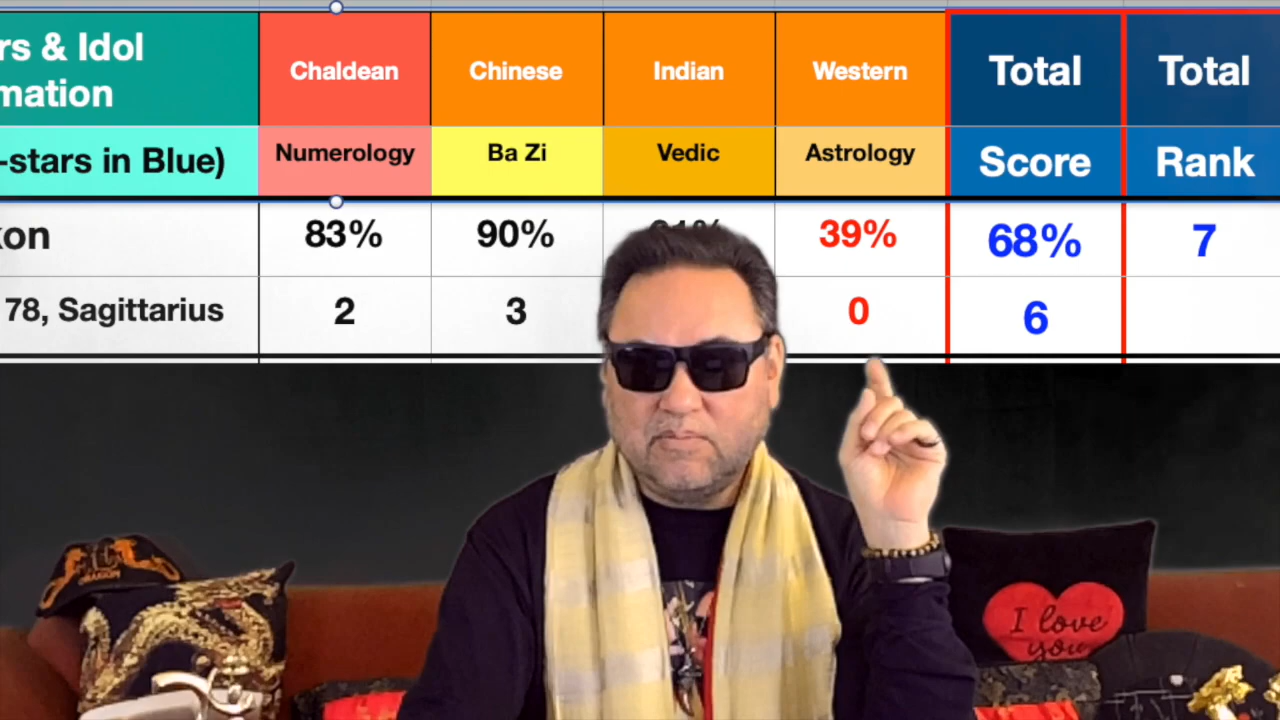 rs & Idol
mation
Chaldean
Chinese
Indian
Western
Total
Total
-stars in Blue)
Numerology
Ba Zi
Vedic
Astrology
Score
Rank
kon
83%
90%
39%
68%
7
78, Sagittarius
2
3
0
6
I love
you